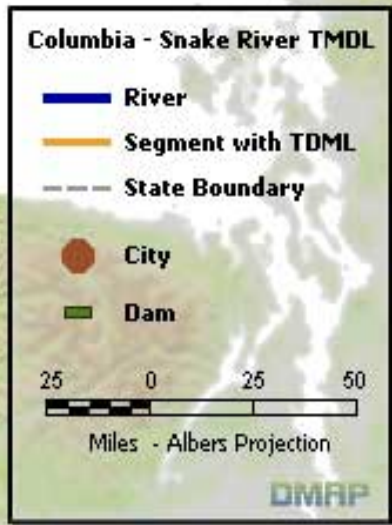 Columbia - Snake River TMDL
River
Segment with TDML
State Boundary
City
Dam
25 0 25 50
Miles - Albers Projection
DMAP